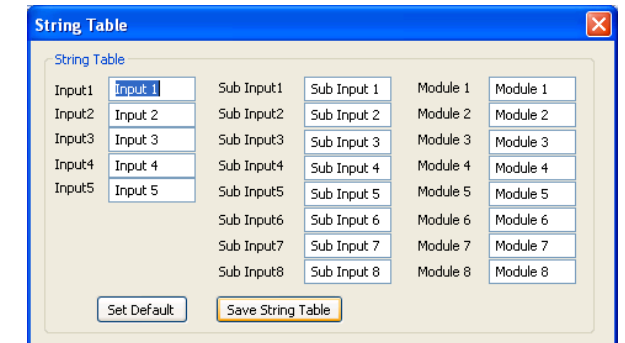 String Table
String Table
Input1 Input 1 Sub Input1 Sub Input 1 Module 1 Module 1
Input2 Input 2 Sub Input2 Sub Input 2 Module 2 Module 2
Input3 Input 3 Sub Input3 Sub Input 3 Module 3 Module 3
Input4 Input 4 Sub Input4 Sub Input 4 Module 4 Module 4
Input5 Input 5 Sub Input5 Sub Input 5 Module 5 Module 5
Sub Input6 Sub Input 6 Module 6 Module 6
Sub Input7 Sub Input 7 Module 7 Module 7
Sub Input8 Sub Input 8 Module 8 Module 8
Set Default Save String Table